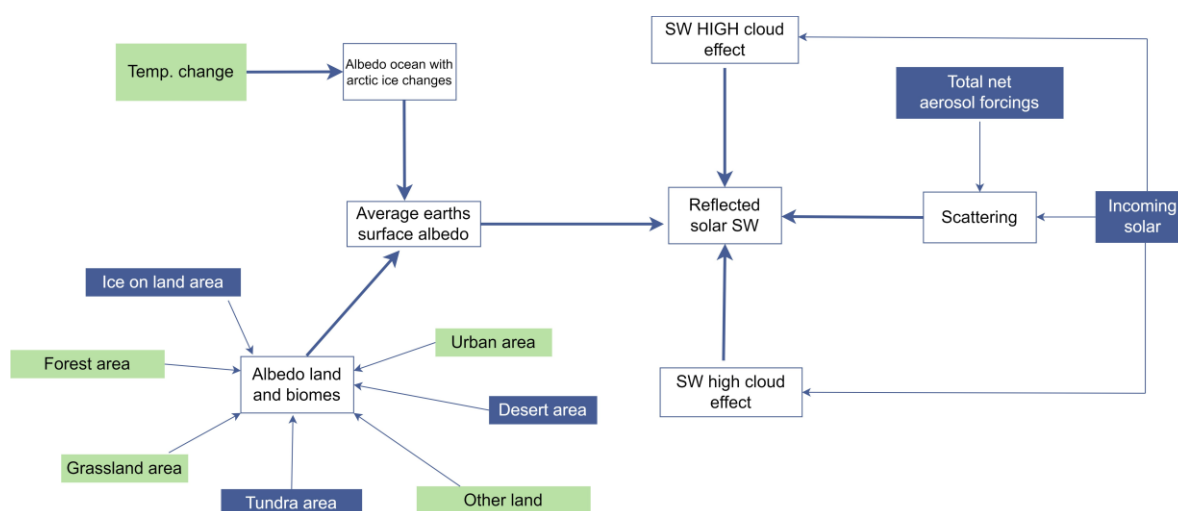 SW HIGH cloud
effect
Temp. change
Albedo ocean with
arctic ice changes
Total net
aerosol forcings
Average earths
surface albedo
Reflected
solar SW
Scattering
Incoming
solar
Ice on land area
Urban area
Forest area
Albedo land
and biomes
SW high cloud
effect
Desert area
Grassland area
Tundra area
Other land